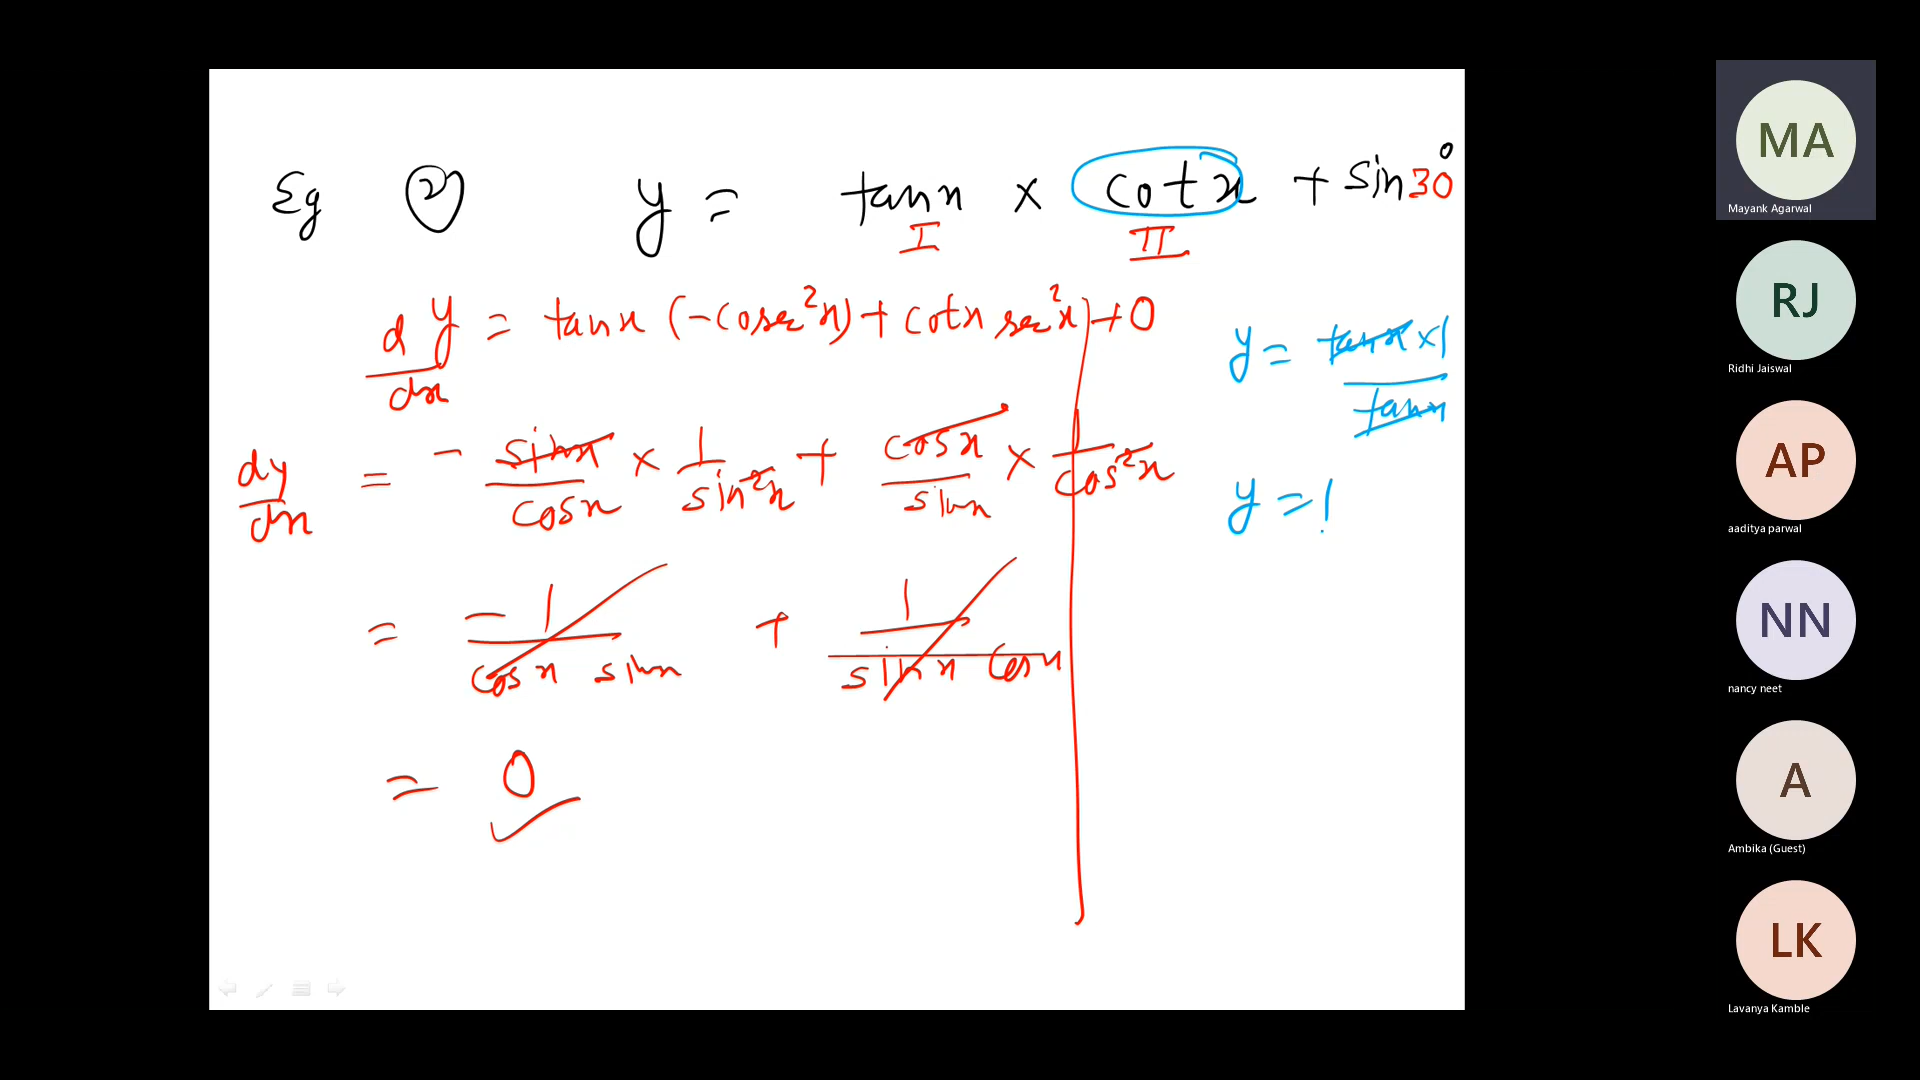 Eg ② y = tan x × cot x + sin 30°
I II
dy/dx = tan x (-cosec²x) + cot x sec²x + 0
dy/dx = - sin x/cos x × 1/sin²x + cos x/sin x × 1/cos²x
= -1/cos x sin x + 1/sin x cos x
= 0
y = tan x × 1/tan x
y = 1
MA
Mayank Agarwal
RJ
Ridhi Jaiswal
AP
aaditya parwal
NN
nancy neet
A
Ambika (Guest)
LK
Lavanya Kamble